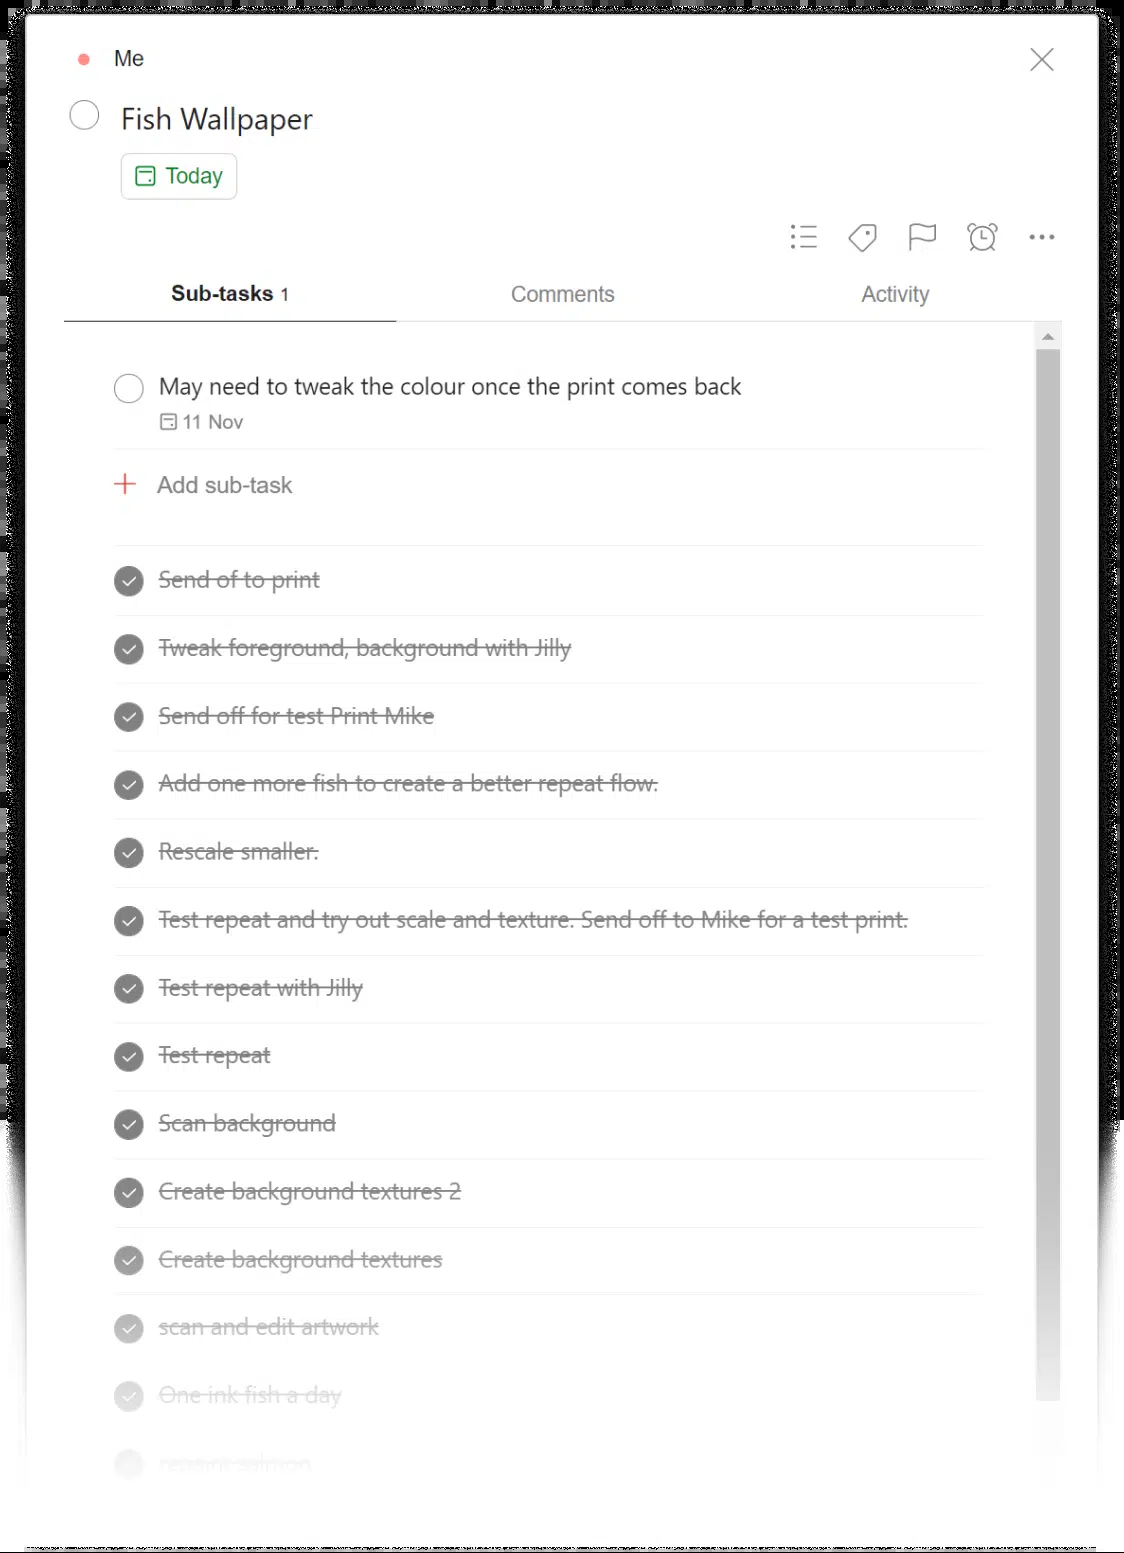 Me
Fish Wallpaper
Today
Sub-tasks 1
Comments
Activity
May need to tweak the colour once the print comes back
11 Nov
Add sub-task
Send of to print
Tweak foreground, background with Jilly
Send off for test Print Mike
Add one more fish to create a better repeat flow.
Rescale smaller.
Test repeat and try out scale and texture. Send off to Mike for a test print.
Test repeat with Jilly
Test repeat
Scan background
Create background textures 2
Create background textures
scan and edit artwork
One ink fish a day
salmon